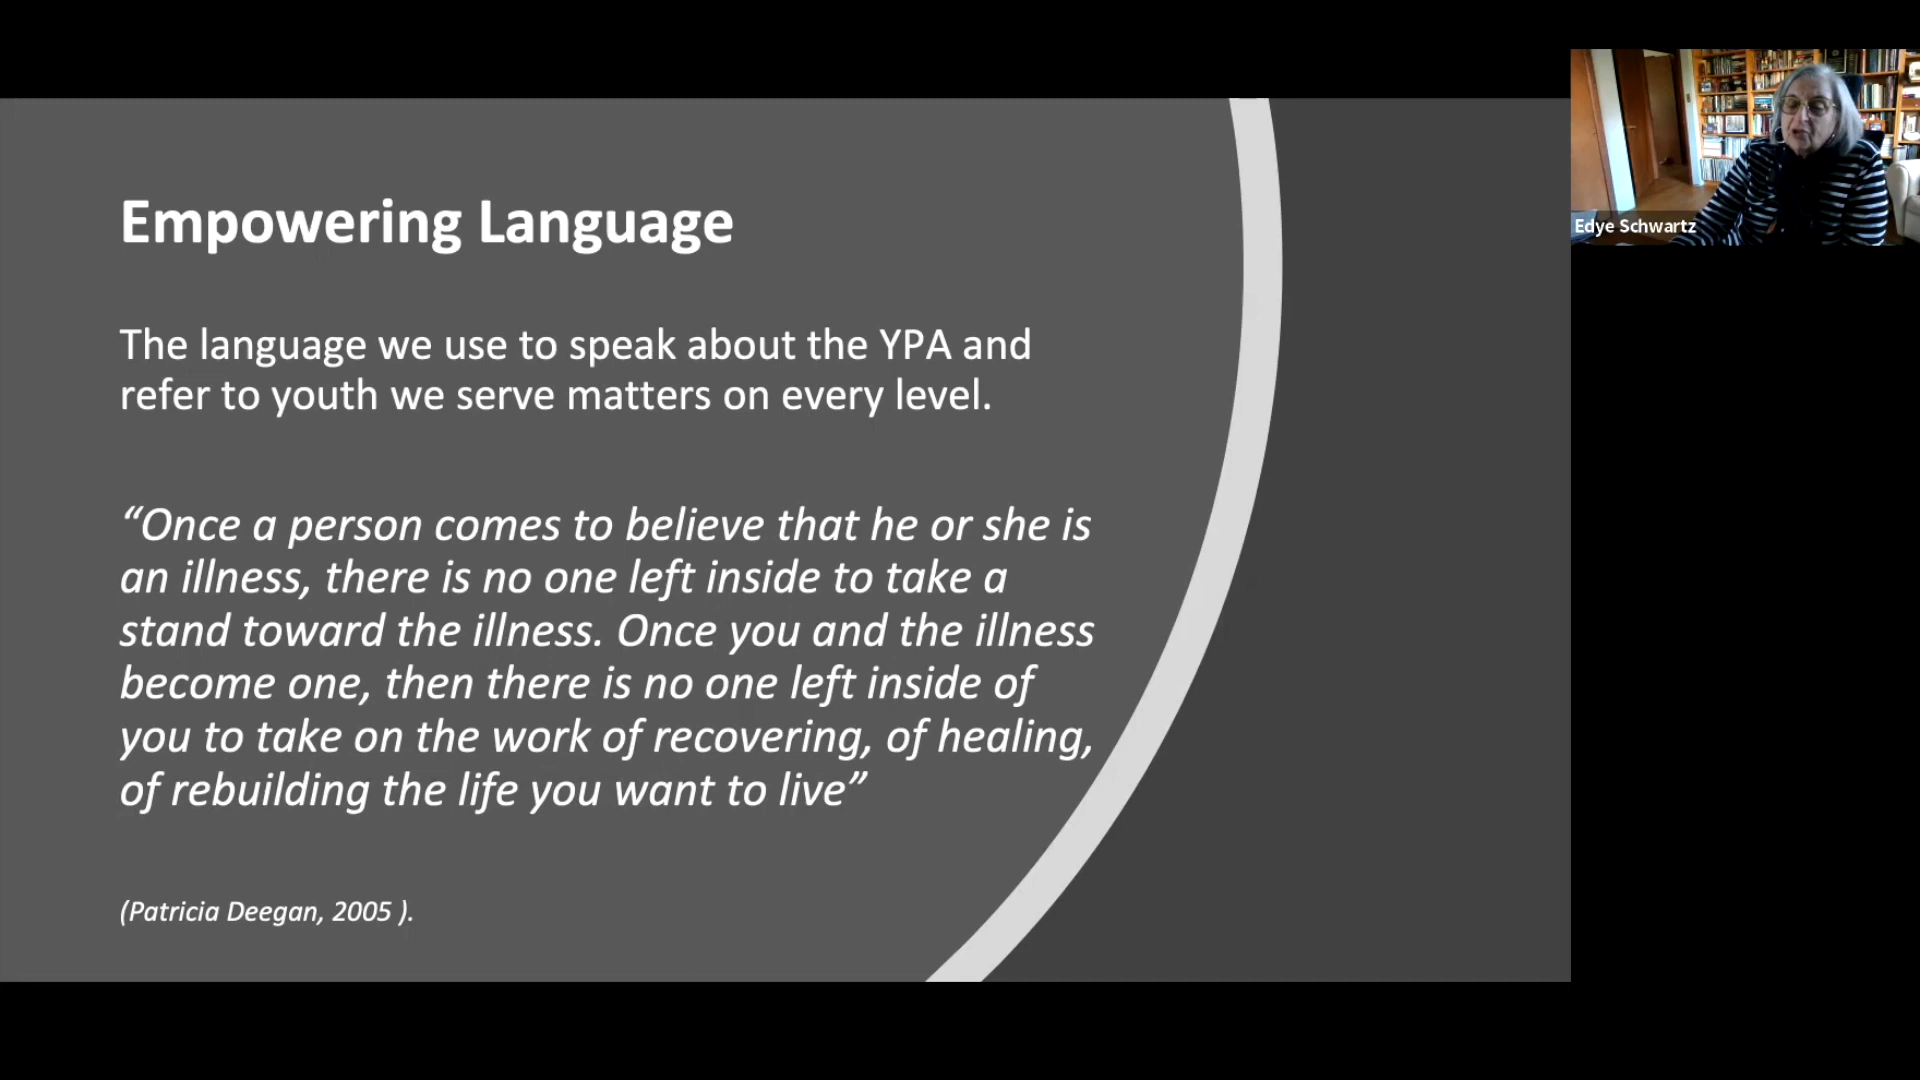 Empowering Language
The language we use to speak about the YPA and
refer to youth we serve matters on every level.
“Once a person comes to believe that he or she is
an illness, there is no one left inside to take a
stand toward the illness. Once you and the illness
become one, then there is no one left inside of
you to take on the work of recovering, of healing,
of rebuilding the life you want to live”
(Patricia Deegan, 2005 ).
Edye Schwartz